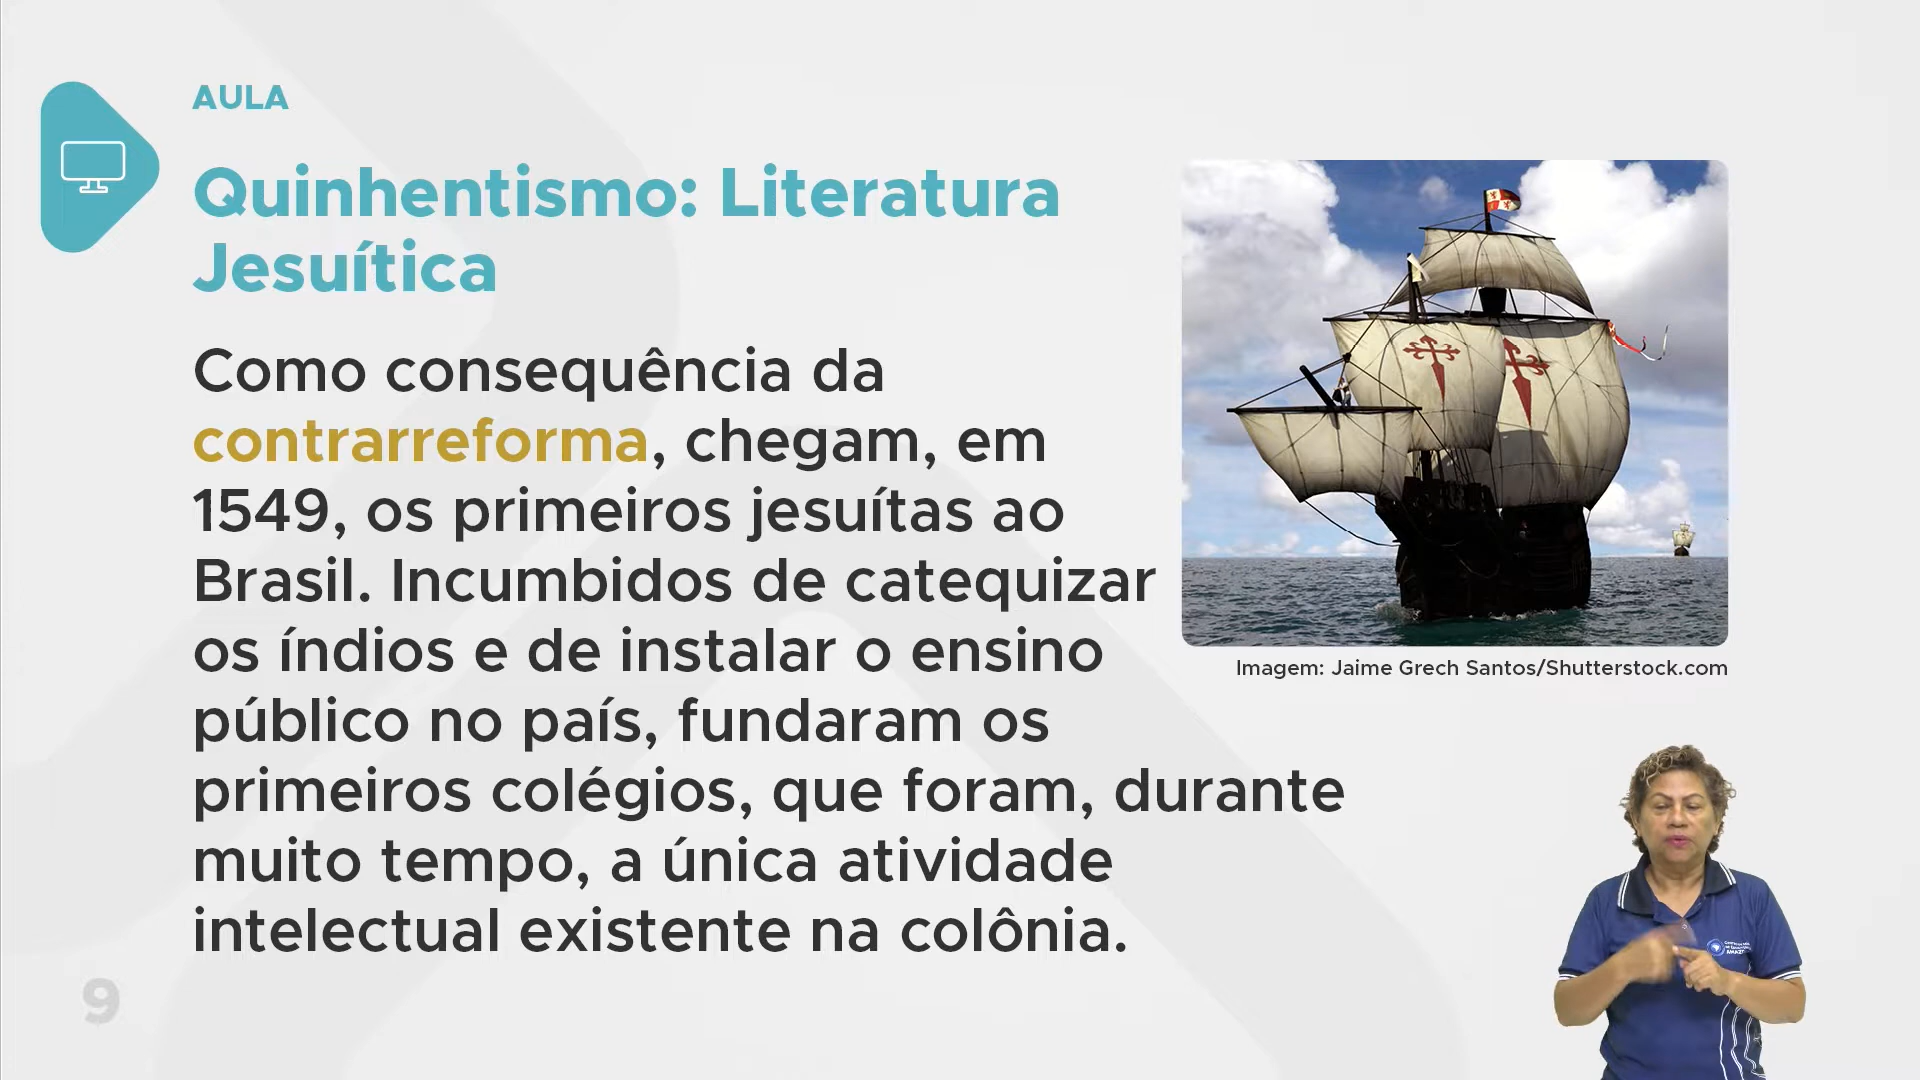 AULA
Quinhentismo: Literatura
Jesuítica
Como consequência da
contrarreforma, chegam, em
1549, os primeiros jesuítas ao
Brasil. Incumbidos de catequizar
os índios e de instalar o ensino
público no país, fundaram os
primeiros colégios, que foram, durante
muito tempo, a única atividade
intelectual existente na colônia.
Imagem: Jaime Grech Santos/Shutterstock.com
9